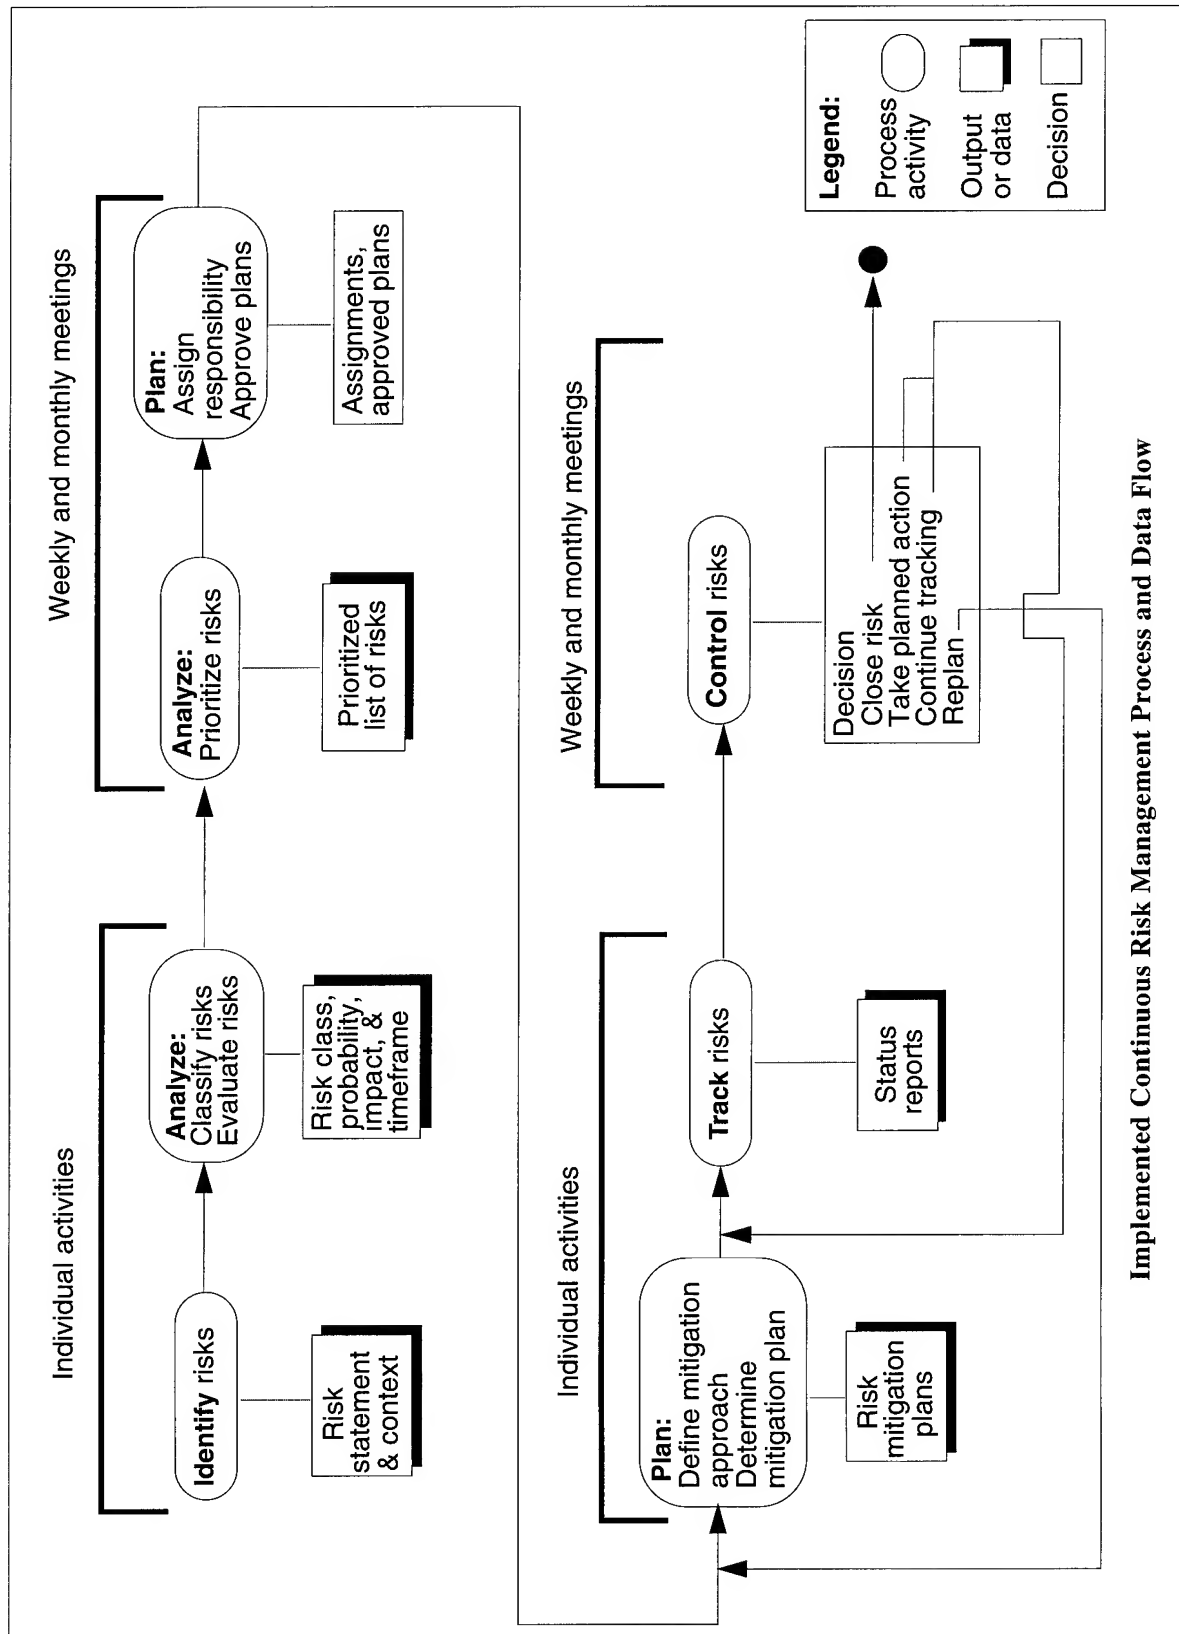 Individual activities
Weekly and monthly meetings
Identify risks
Risk
statement
& context
Analyze:
Classify risks
Evaluate risks
Risk class,
probability,
impact, &
timeframe
Analyze:
Prioritize risks
Prioritized
list of risks
Plan:
Assign
responsibility
Approve plans
Assignments,
approved plans
Individual activities
Weekly and monthly meetings
Plan:
Define mitigation
approach
Determine
mitigation plan
Risk
mitigation
plans
Track risks
Status
reports
Control risks
Decision
Close risk
Take planned action
Continue tracking
Replan
Legend:
Process
activity
Output
or data
Decision
Implemented Continuous Risk Management Process and Data Flow